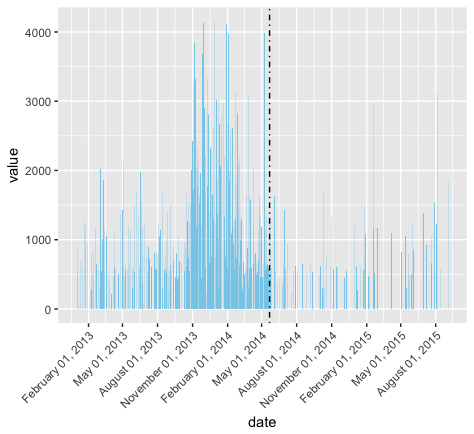 4000
3000
2000
1000
0
value
February 01, 2013
May 01, 2013
August 01, 2013
November 01, 2013
February 01, 2014
May 01, 2014
August 01, 2014
November 01, 2014
February 01, 2015
May 01, 2015
August 01, 2015
date